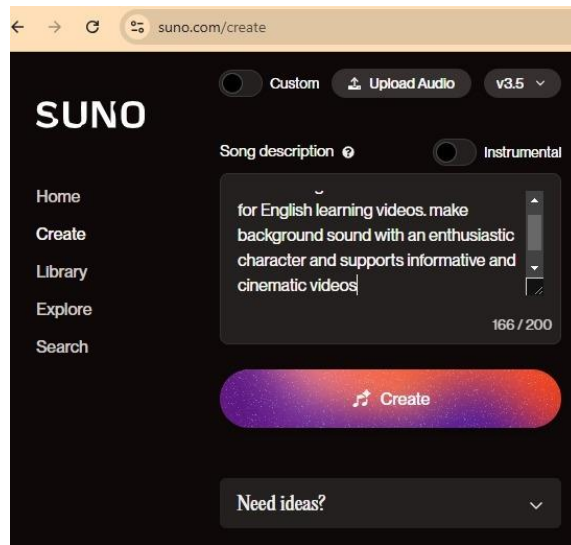 suno.com/create
Custom
Upload Audio
v3.5
SUNO
Song description
Instrumental
Home
Create
Library
Explore
Search
for English learning videos. make
background sound with an enthusiastic
character and supports informative and
cinematic videos
166 / 200
Create
Need ideas?